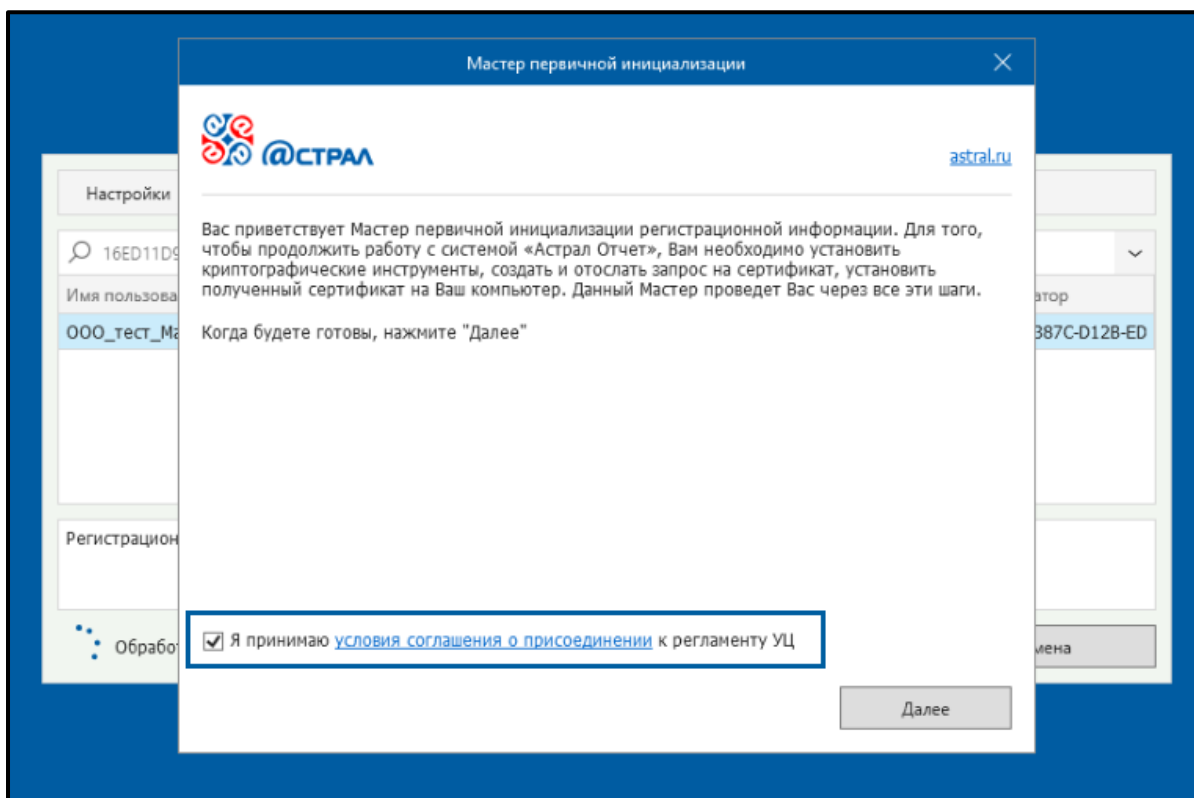 Мастер первичной инициализации
@СТРАЛ
astral.ru
Настройки
16ED11D9
Вас приветствует Мастер первичной инициализации регистрационной информации. Для того,
чтобы продолжить работу с системой «Астрал Отчет», Вам необходимо установить
криптографические инструменты, создать и отослать запрос на сертификат, установить
полученный сертификат на Ваш компьютер. Данный Мастер проведет Вас через все эти шаги.
Имя пользова
атор
ООО_тест_Ма
387C-D12B-ED
Когда будете готовы, нажмите "Далее"
Регистрацион
Я принимаю условия соглашения о присоединении к регламенту УЦ
Обрабо
мена
Далее